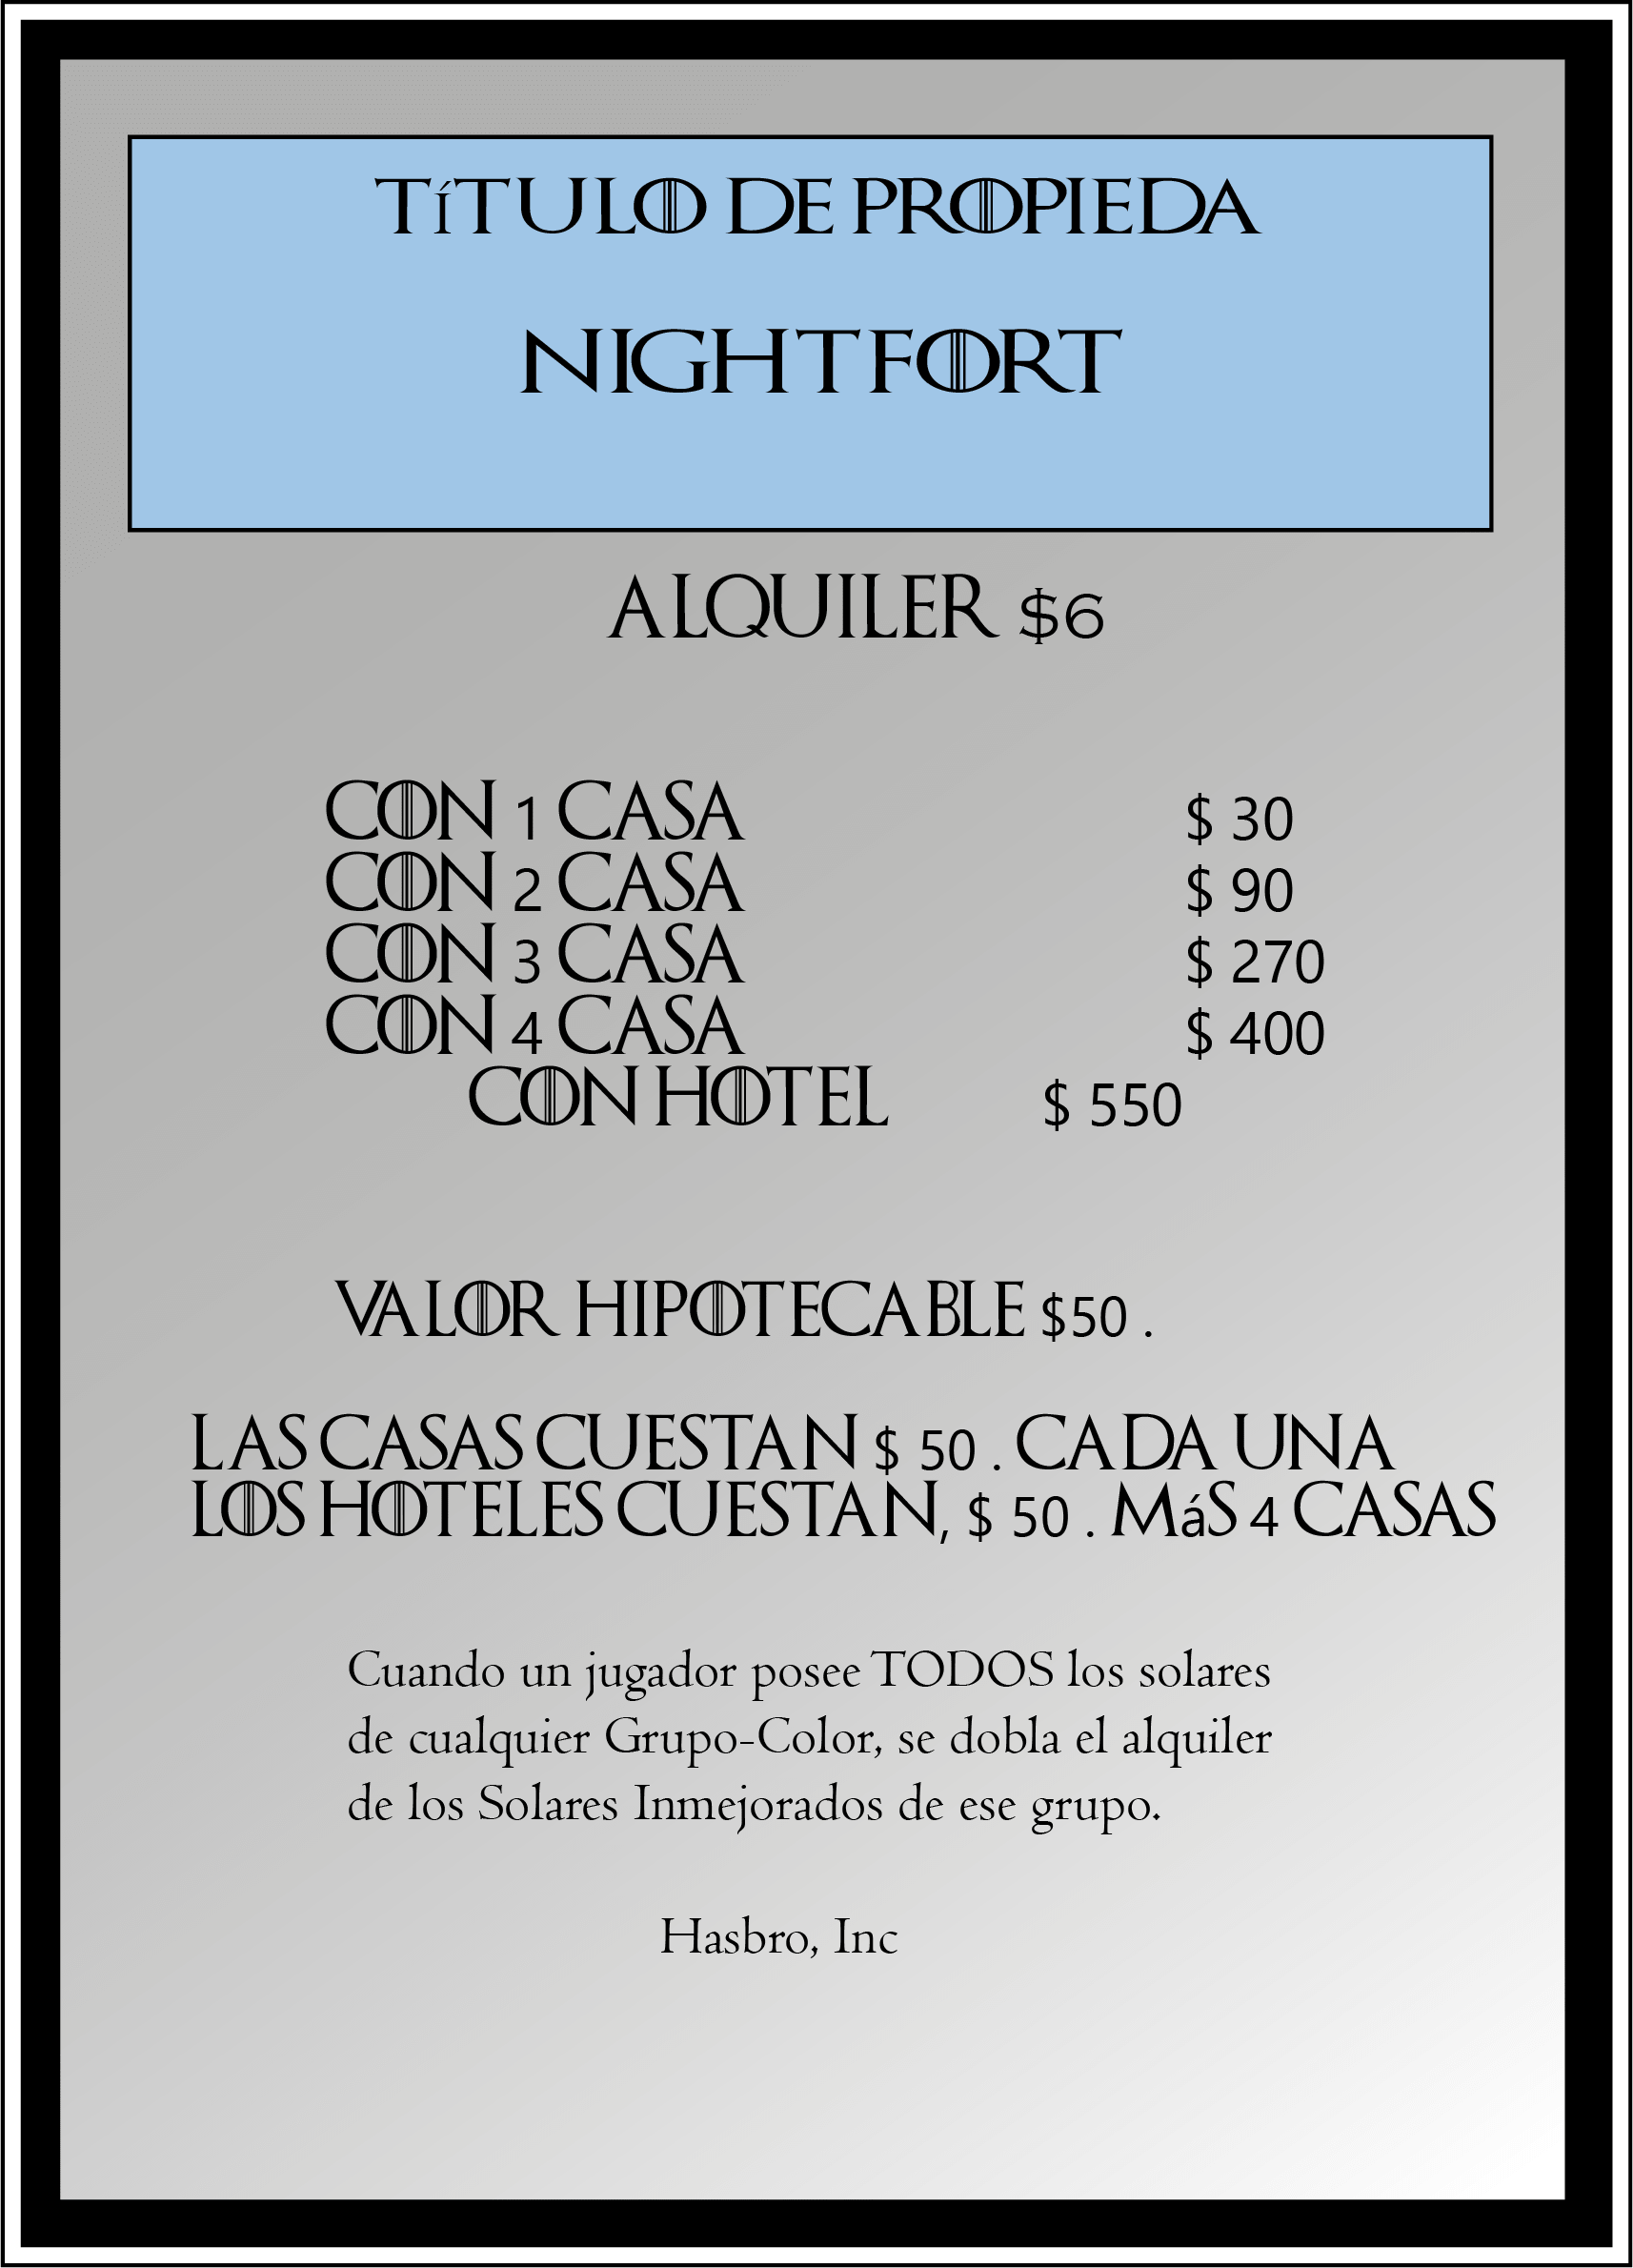 TíTULO DE PROPIEDA
NIGHTFORT
ALQUILER $6
CON 1 CASA $ 30
CON 2 CASA $ 90
CON 3 CASA $ 270
CON 4 CASA $ 400
CON HOTEL $ 550
VALOR HIPOTECABLE $50 .
LAS CASAS CUESTAN $ 50 . CADA UNA
LOS HOTELES CUESTAN, $ 50 . MáS 4 CASAS
Cuando un jugador posee TODOS los solares
de cualquier Grupo-Color, se dobla el alquiler
de los Solares Inmejorados de ese grupo.
Hasbro, Inc